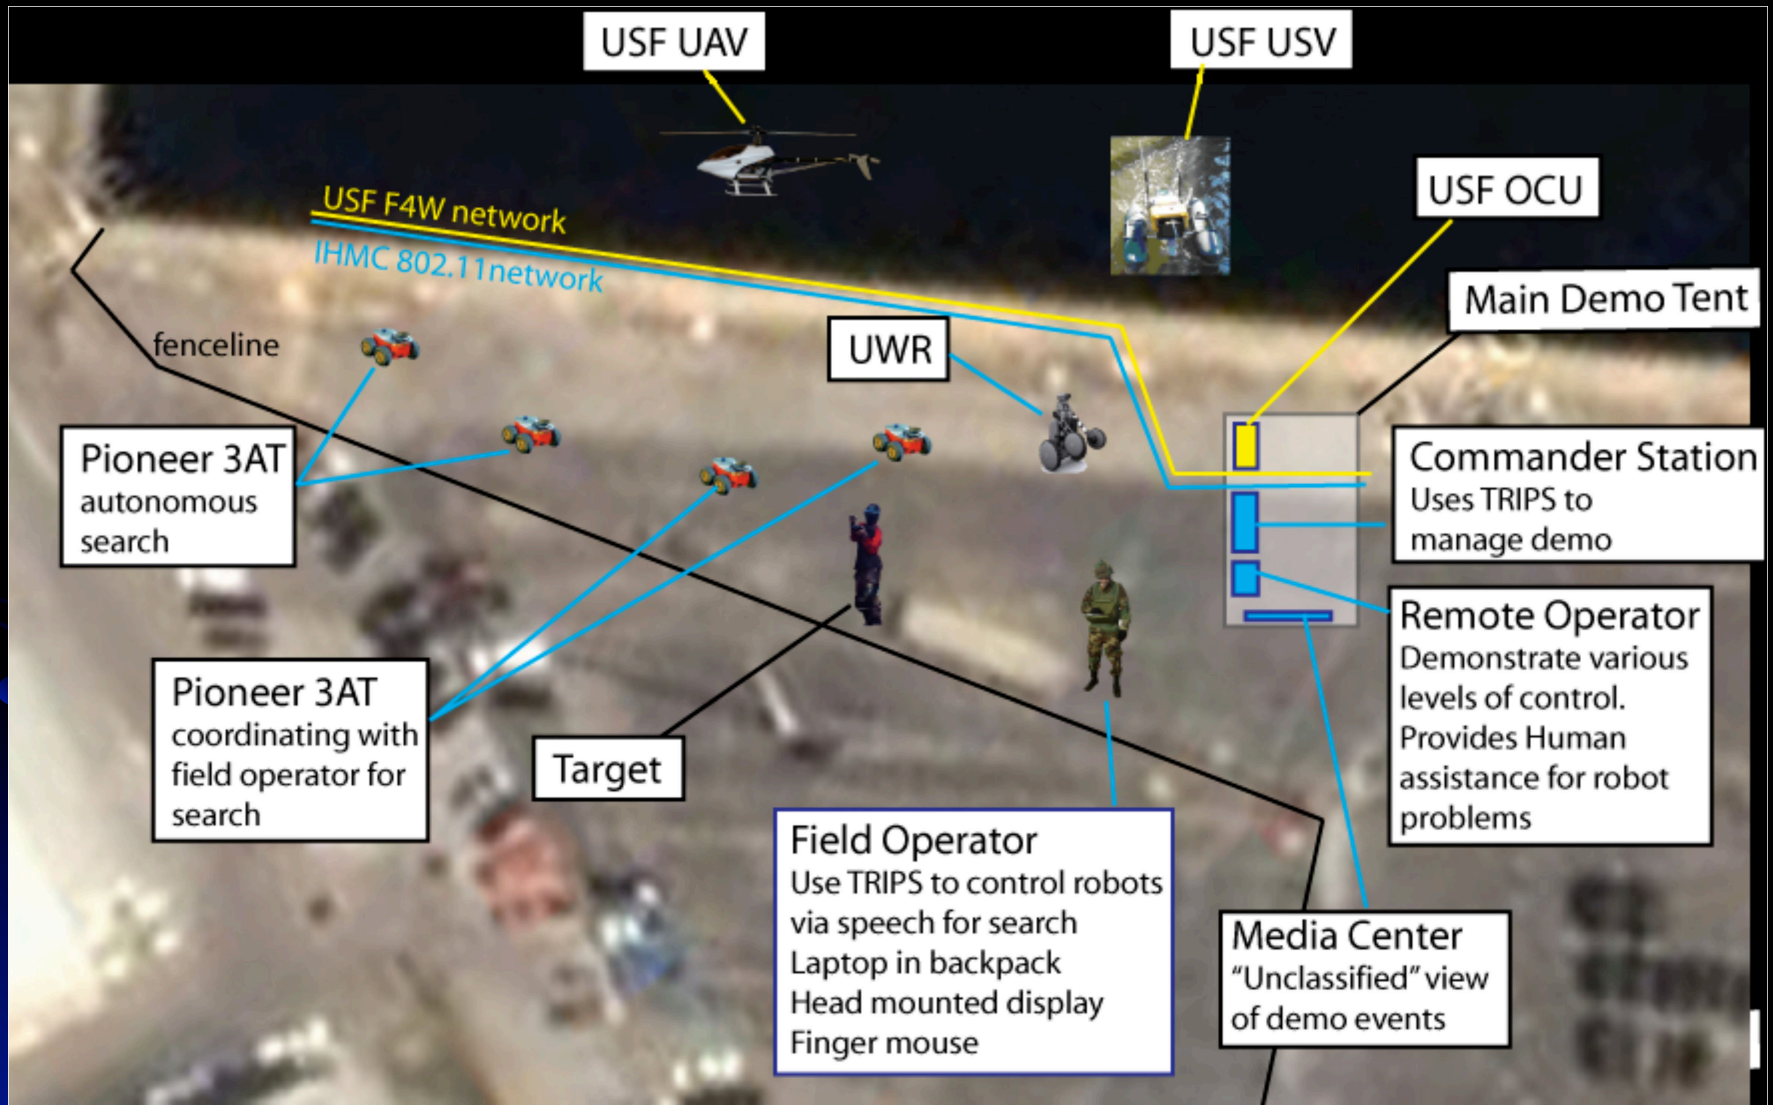 USF UAV
USF USV
USF OCU
USF F4W network
IHMC 802.11network
Main Demo Tent
fenceline
UWR
Pioneer 3AT
autonomous
search
Commander Station
Uses TRIPS to
manage demo
Remote Operator
Demonstrate various
levels of control.
Provides Human
assistance for robot
problems
Pioneer 3AT
coordinating with
field operator for
search
Target
Field Operator
Use TRIPS to control robots
via speech for search
Laptop in backpack
Head mounted display
Finger mouse
Media Center
“Unclassified” view
of demo events